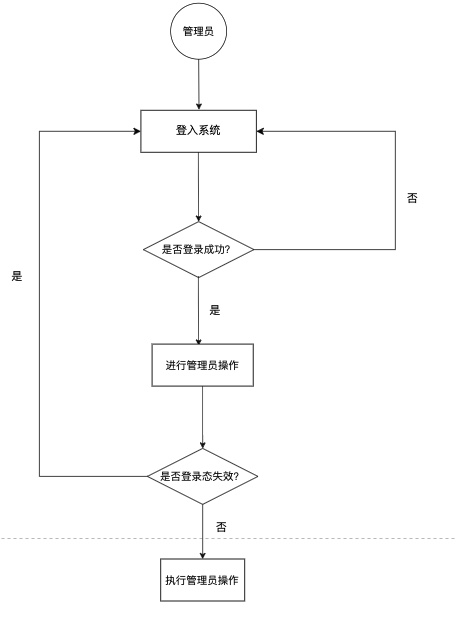 管理员
登入系统
否
是否登录成功?
是
是
进行管理员操作
是否登录态失效?
否
执行管理员操作